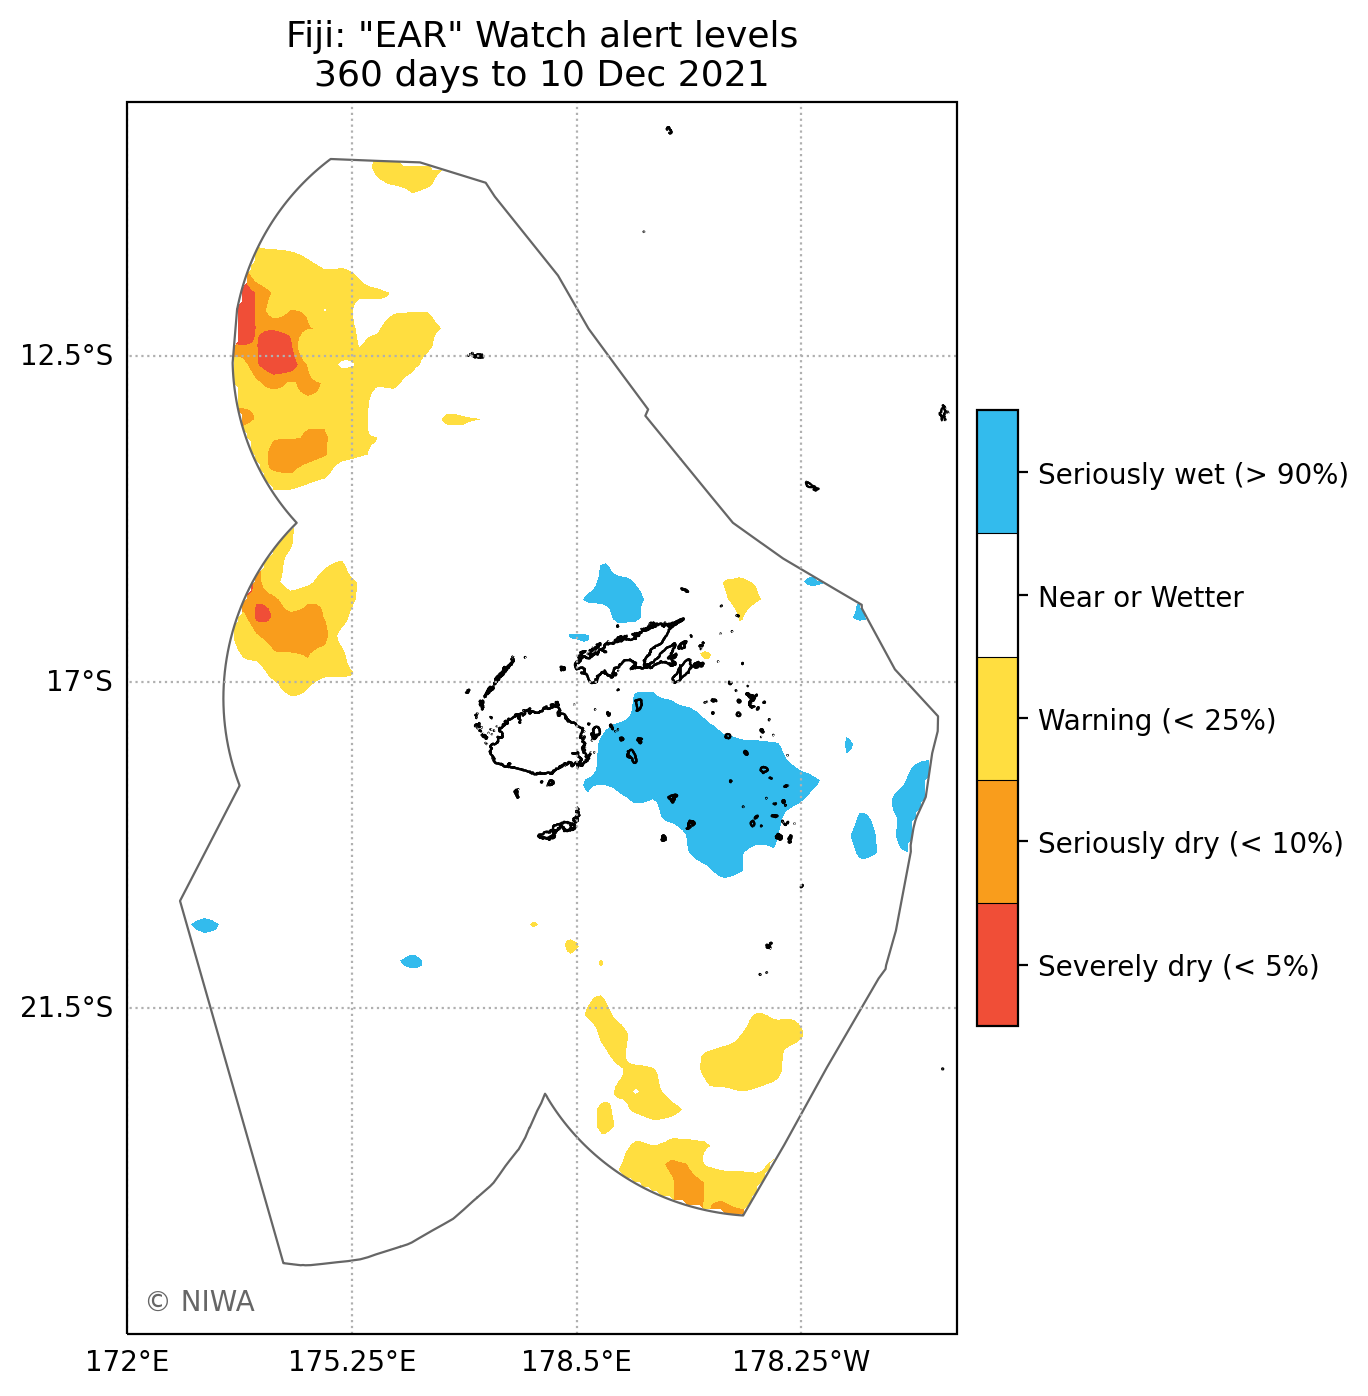 Fiji: "EAR" Watch alert levels
360 days to 10 Dec 2021
12.5°S
17°S
21.5°S
172°E
175.25°E
178.5°E
178.25°W
Seriously wet (> 90%)
Near or Wetter
Warning (< 25%)
Seriously dry (< 10%)
Severely dry (< 5%)
© NIWA